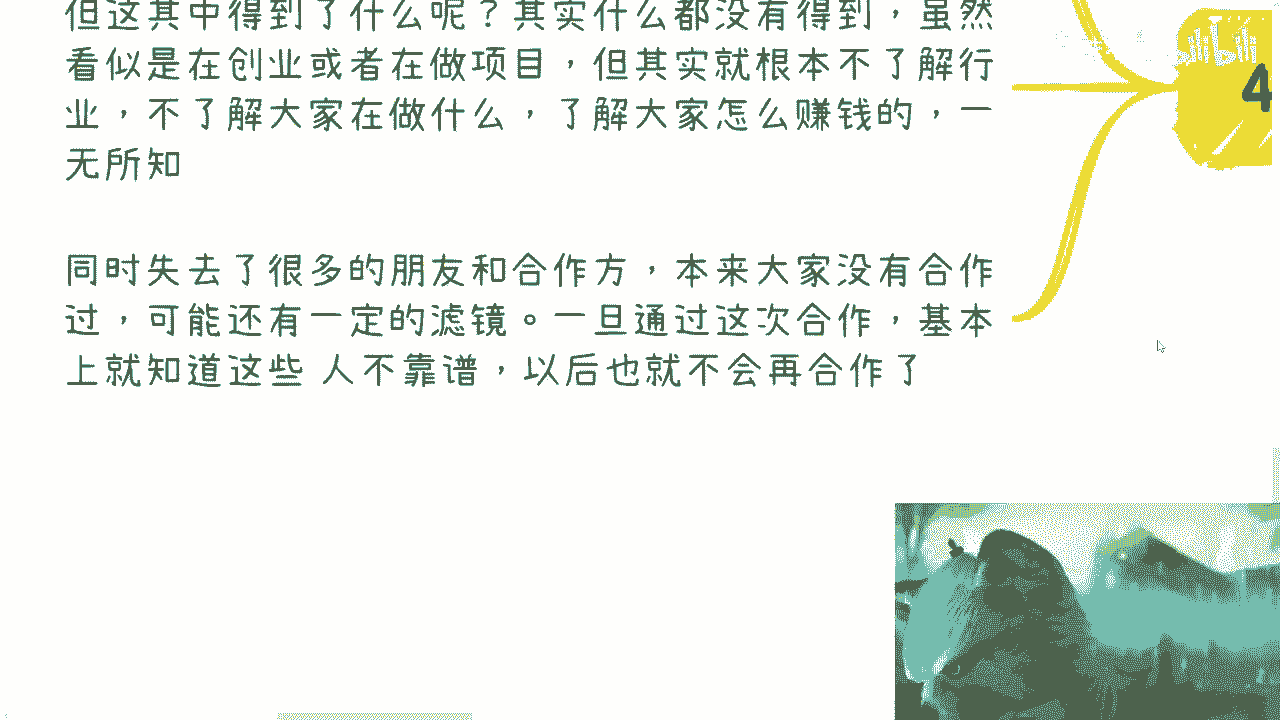 但这其中得到了什么呢？其实什么都没有得到，虽然
看似是在创业或者在做项目，但其实就根本不了解行
业，不了解大家在做什么，了解大家怎么赚钱的，一
无所知
同时失去了很多的朋友和合作方，本来大家没有合作
过，可能还有一定的滤镜。一旦通过这次合作，基本
上就知道这些 人不靠谱，以后也就不会再合作了
bilibili
4